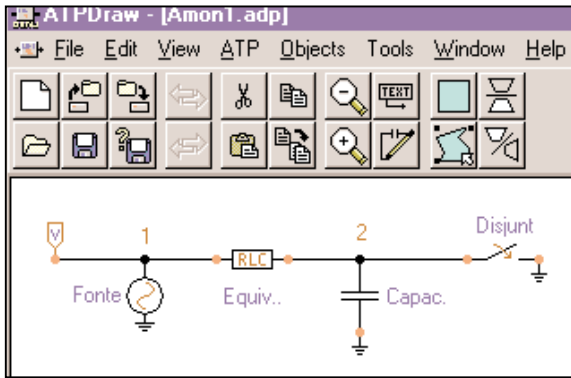 ATPDraw - [Amon1.adp]
File Edit View ATP Objects Tools Window Help
TEXT
Disjunt
V 1 2
RLC
Fonte Equiv.. Capac.